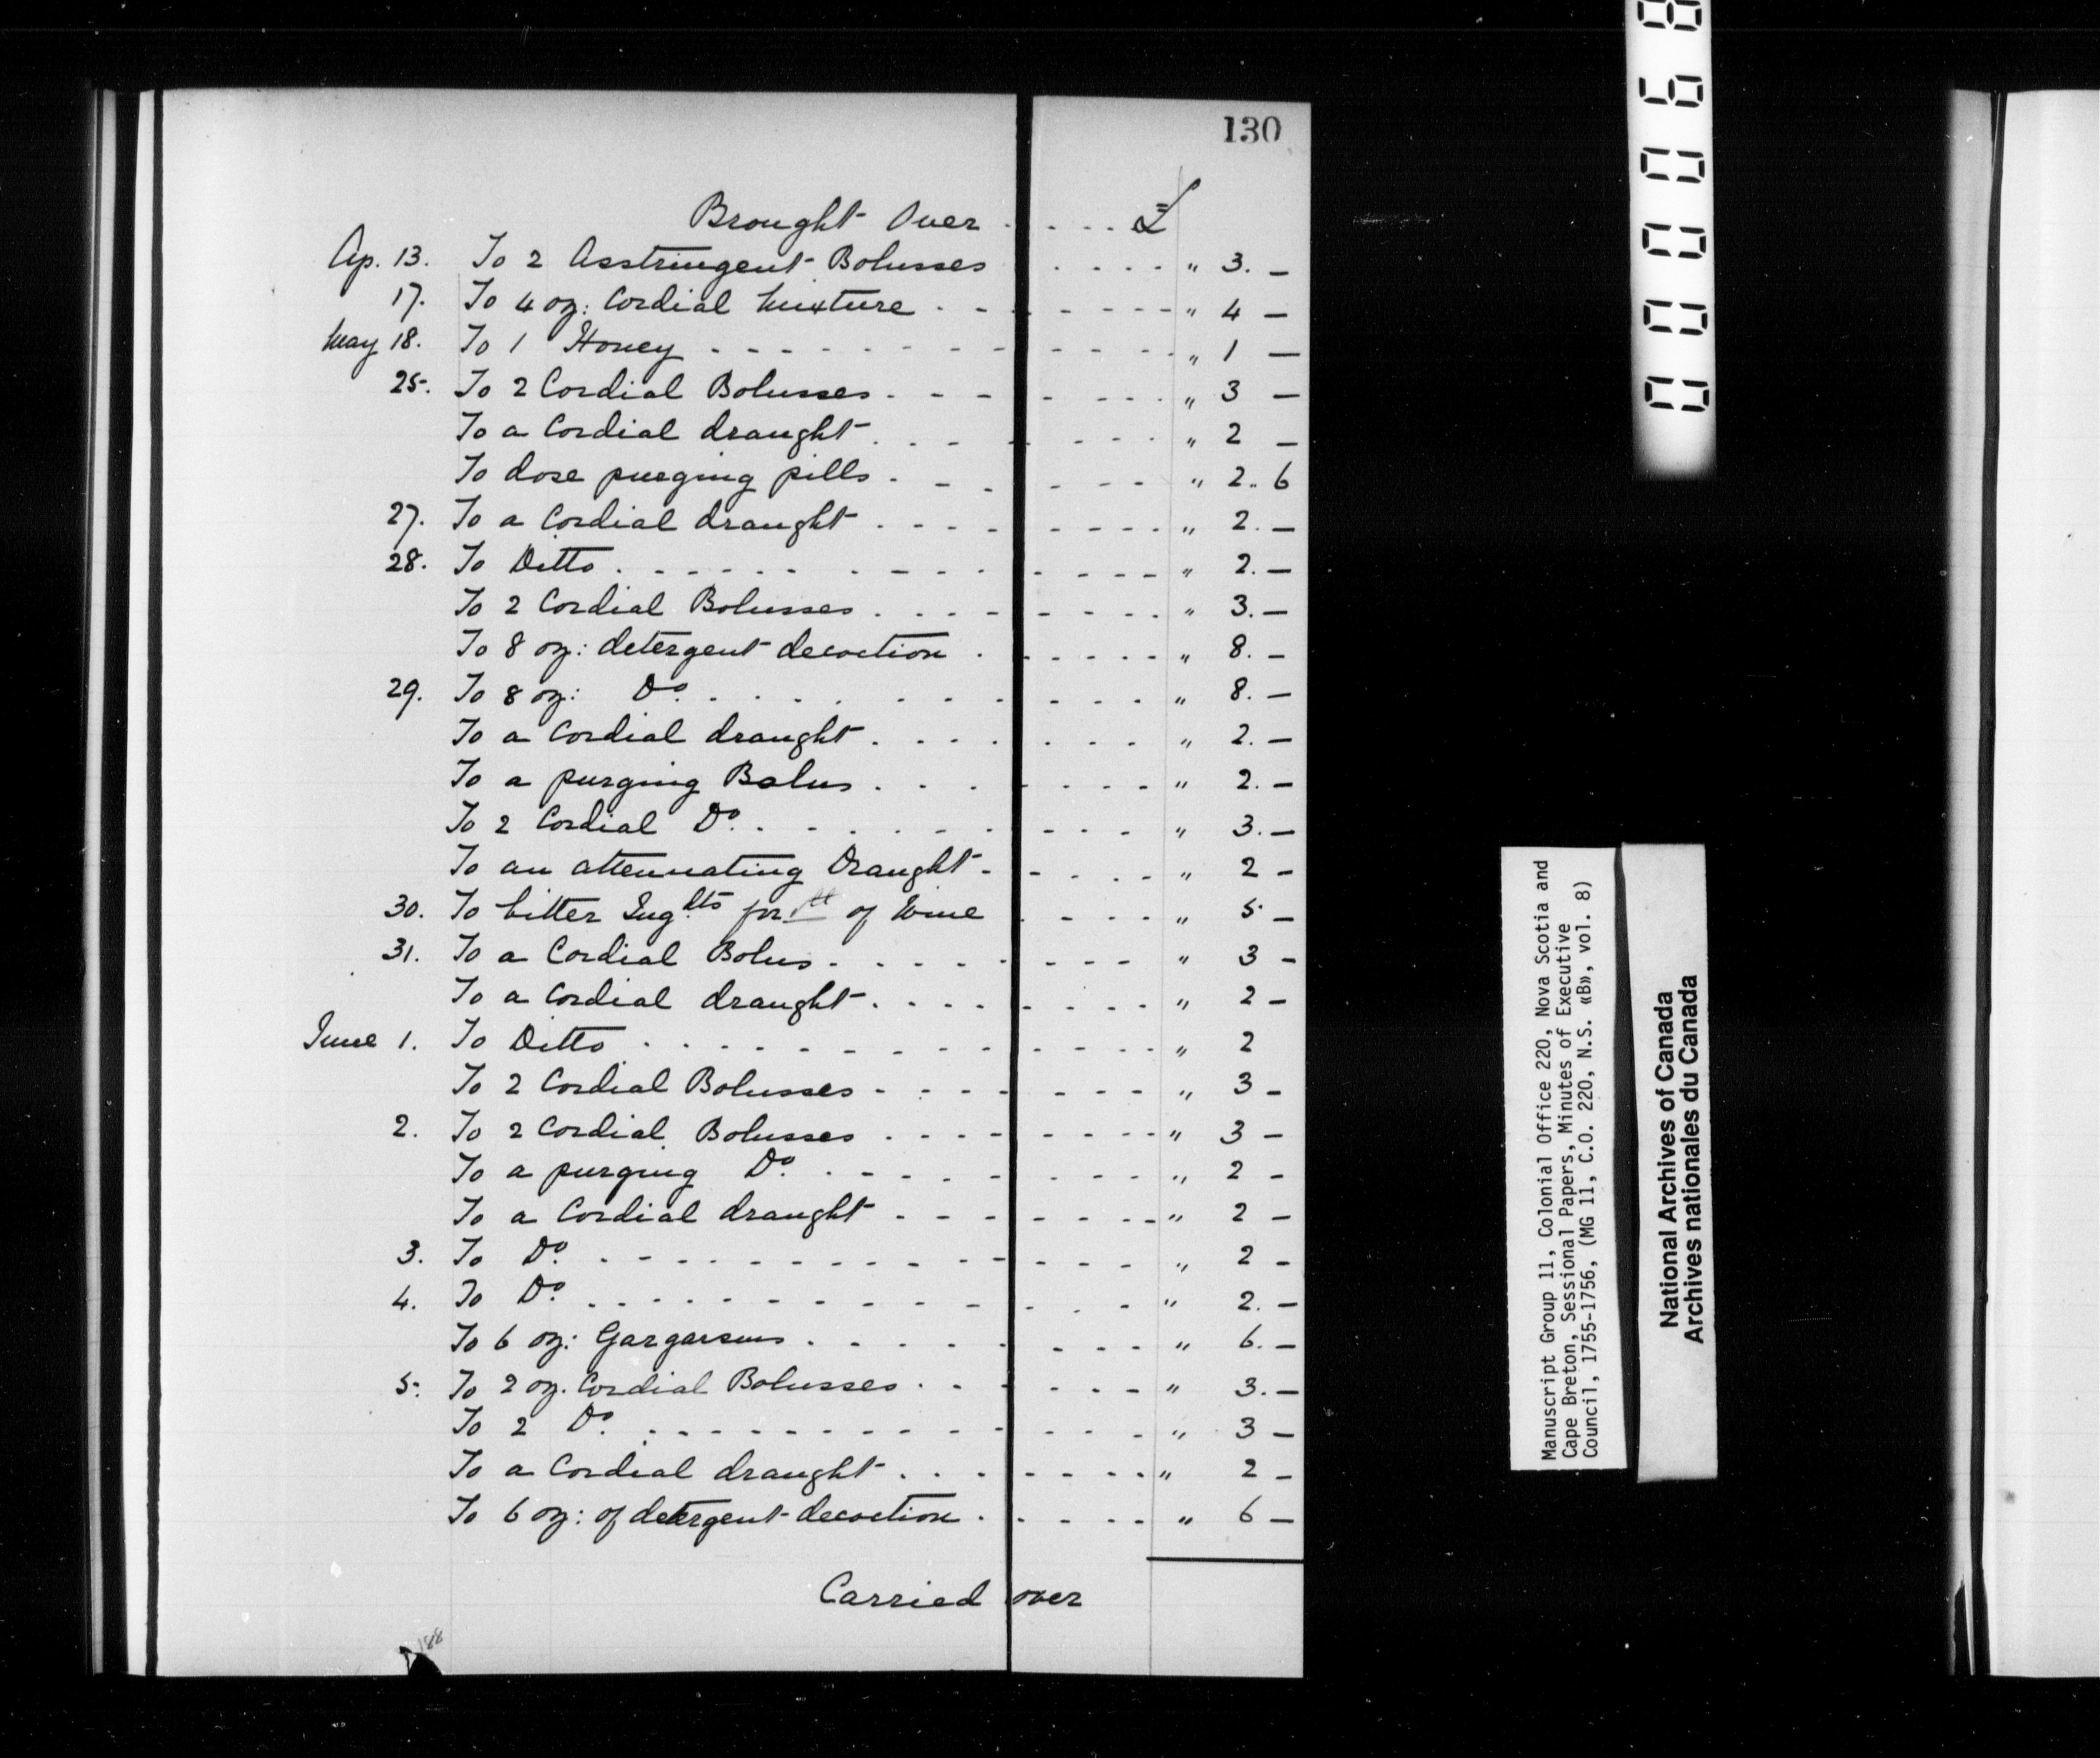 130
Brought Over . . . . . £
Ap. 13. To 2 Asstringent Bolusses . . . . " 3. —
17. To 4 oz: Cordial mixture . . . . " 4 —
May 18. To 1 Honey . . . . " 1 —
25. To 2 Cordial Bolusses . . . . " 3 —
To a Cordial draught . . . . " 2 —
To dose purging pills . . . . " 2.. 6
27. To a Cordial draught . . . . " 2. —
28. To Ditto . . . . " 2. —
To 2 Cordial Bolusses . . . . " 3. —
To 8 oz: detergent decoction . . . . " 8. —
29. To 8 oz: Do. . . . . " 8. —
To a Cordial draught . . . . " 2. —
To a purging Bolus . . . . " 2. —
To 2 Cordial Do. . . . . " 3. —
To an attenuating Draught . . . . " 2 —
30. To bitter Ingdts for of Wine . . . . " 5 —
31. To a Cordial Bolus . . . . " 3 —
To a Cordial draught . . . . " 2 —
June 1. To Ditto . . . . " 2
To 2 Cordial Bolusses . . . . " 3 —
2. To 2 Cordial Bolusses . . . . " 3 —
To a purging Do. . . . . " 2 —
To a Cordial draught . . . . " 2 —
3. To Do. . . . . " 2 —
4. To Do. . . . . " 2. —
To 6 oz: Gargarsms . . . . " 6. —
5. To 2 oz. Cordial Bolusses . . . . " 3. —
To 2 Do. . . . . " 3 —
To a Cordial draught . . . . " 2 —
To 6 oz: of detergent decoction . . . . " 6 —
Carried over
188
Manuscript Group 11, Colonial Office 220, Nova Scotia and
Cape Breton, Sessional Papers, Minutes of Executive
Council, 1755-1756, (MG 11, C.O. 220, N.S. «B», vol. 8)
National Archives of Canada
Archives nationales du Canada